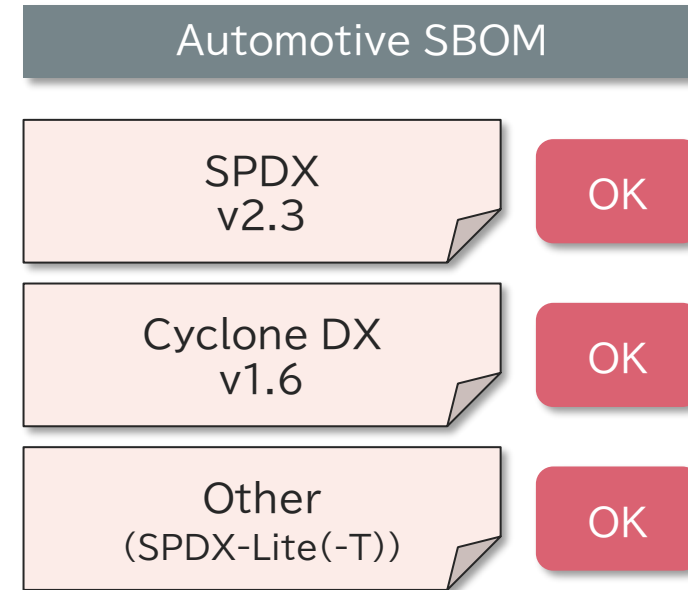 Automotive SBOM
SPDX
v2.3
OK
Cyclone DX
v1.6
OK
Other
(SPDX-Lite(-T))
OK